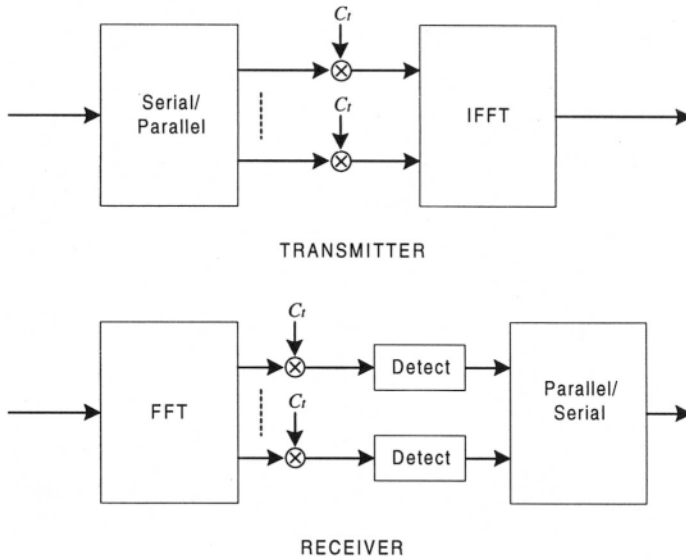 Ct
Ct
Serial/
Parallel
IFFT
TRANSMITTER
Ct
Ct
FFT
Detect
Detect
Parallel/
Serial
RECEIVER